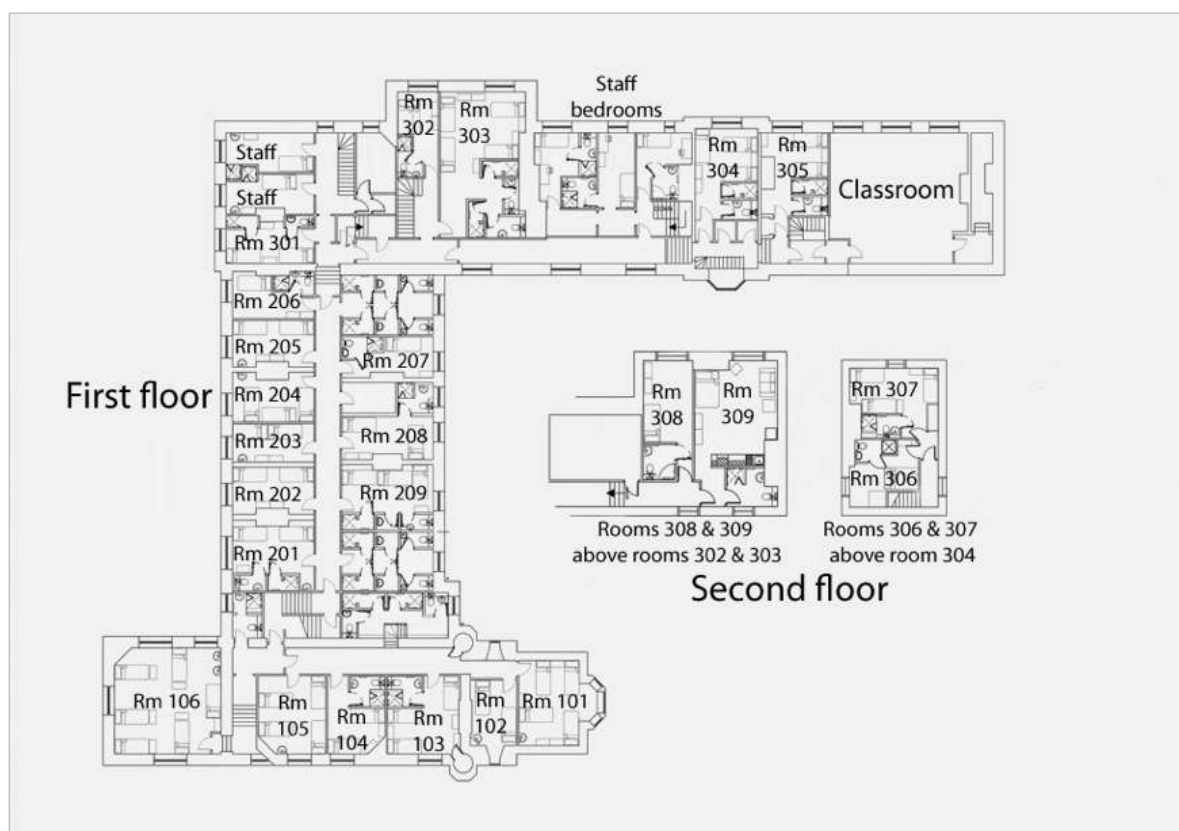 Staff
bedrooms
Rm
302
Rm
303
Staff
Staff
Rm 301
Rm
304
Rm
305
Classroom
Rm 206
Rm 205
Rm 207
First floor
Rm 204
Rm 203
Rm 208
Rm 202
Rm 209
Rm 201
Rm
308
Rm
309
Rm 307
Rm 306
Rooms 308 & 309
above rooms 302 & 303
Rooms 306 & 307
above room 304
Second floor
Rm 106
Rm
105
Rm
104
Rm
103
Rm
102
Rm 101